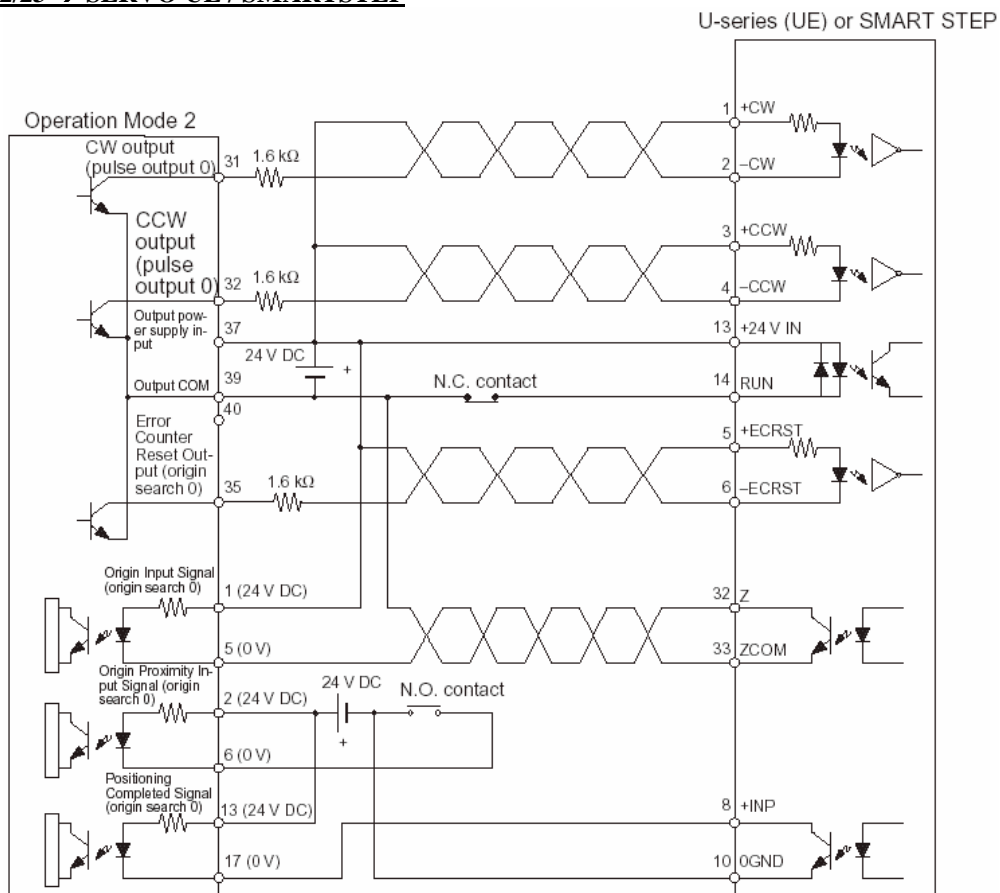 SERVO UE / SMARTSTEP
U-series (UE) or SMART STEP
Operation Mode 2
CW output
(pulse output 0)
31
1.6 kΩ
1
+CW
2
–CW
CCW
output
(pulse
output 0)
32
1.6 kΩ
3
+CCW
4
–CCW
Output pow-
er supply in-
put
37
24 V DC
+
13
+24 V IN
Output COM
39
N.C. contact
14
RUN
40
Error
Counter
Reset Out-
put (origin
search 0)
35
1.6 kΩ
5
+ECRST
6
–ECRST
Origin Input Signal
(origin search 0)
1 (24 V DC)
5 (0 V)
32
Z
33
ZCOM
Origin Proximity In-
put Signal (origin
search 0)
2 (24 V DC)
24 V DC
+
N.O. contact
6 (0 V)
Positioning
Completed Signal
(origin search 0)
13 (24 V DC)
17 (0 V)
8
+INP
10
0GND